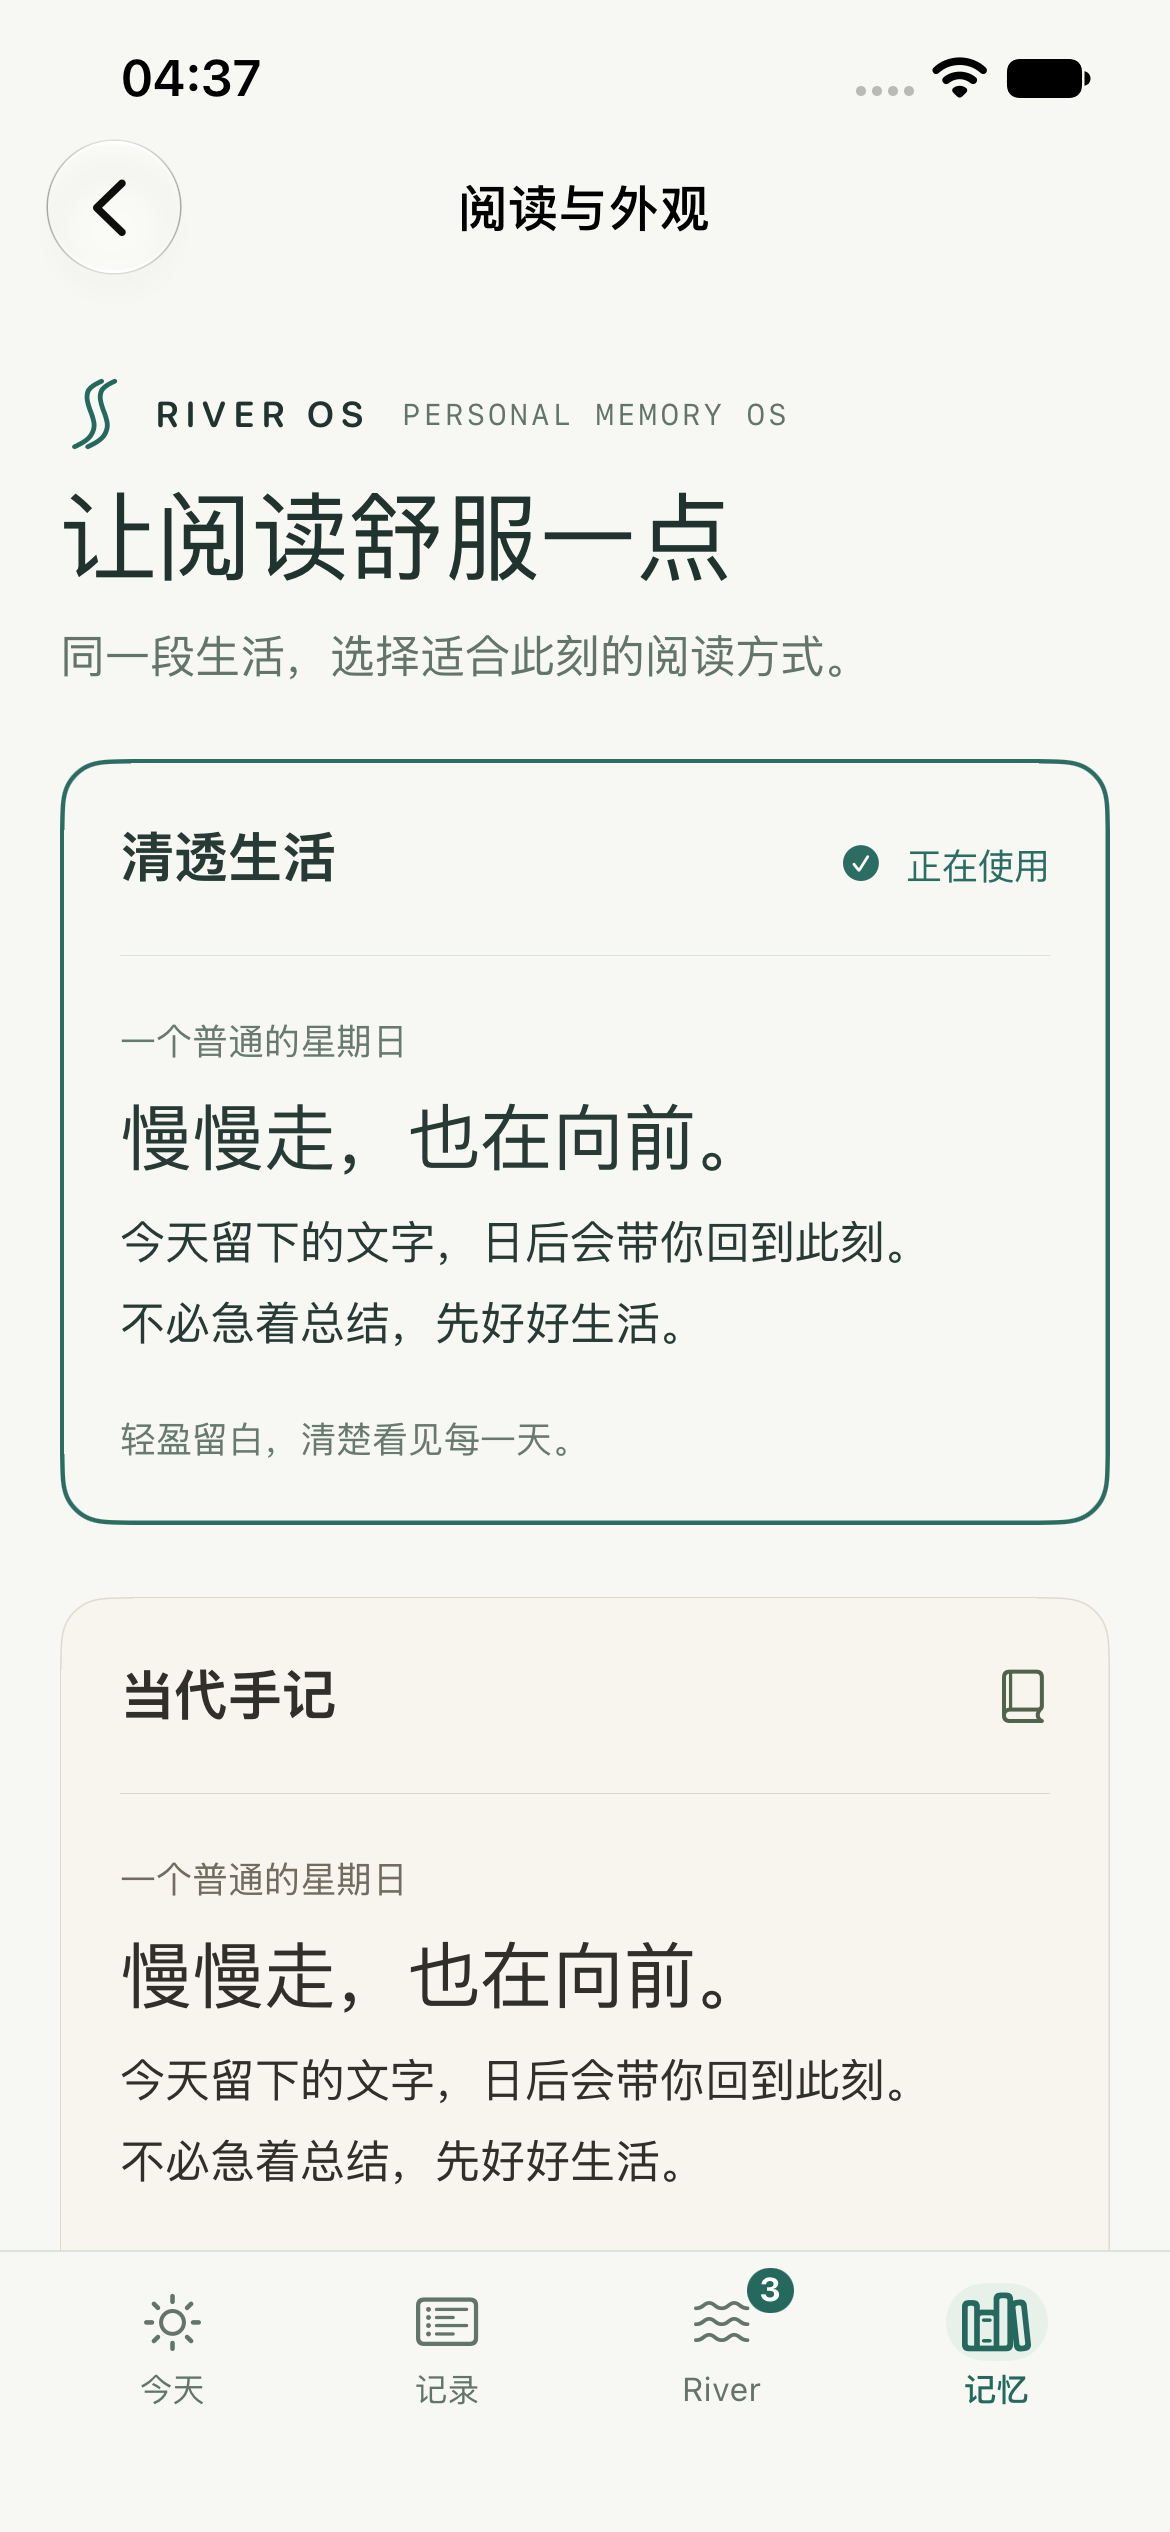 04:37
阅读与外观
RIVER OS PERSONAL MEMORY OS
让阅读舒服一点
同一段生活，选择适合此刻的阅读方式。
清透生活
正在使用
一个普通的星期日
慢慢走，也在向前。
今天留下的文字，日后会带你回到此刻。
不必急着总结，先好好生活。
轻盈留白，清楚看见每一天。
当代手记
一个普通的星期日
慢慢走，也在向前。
今天留下的文字，日后会带你回到此刻。
不必急着总结，先好好生活。
3
今天 记录 River 记忆